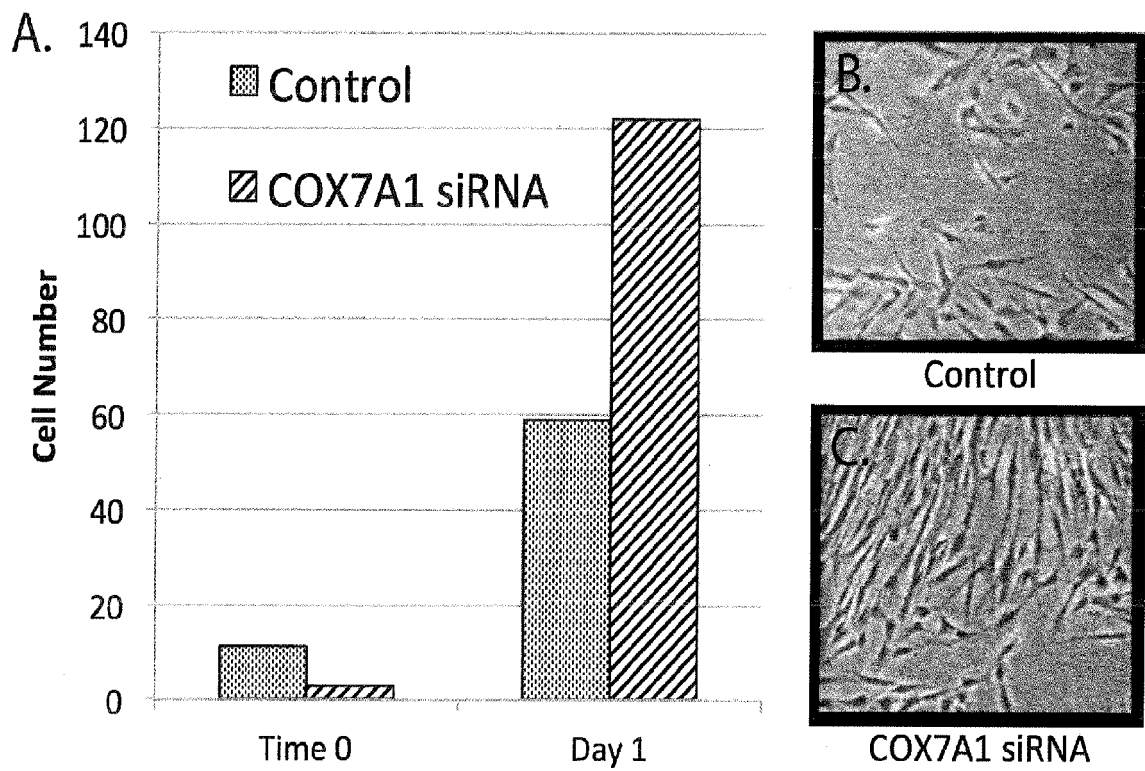 A.
140
120
100
80
60
40
20
0
Cell Number
Control
COX7A1 siRNA
Time 0
Day 1
B.
Control
C.
COX7A1 siRNA